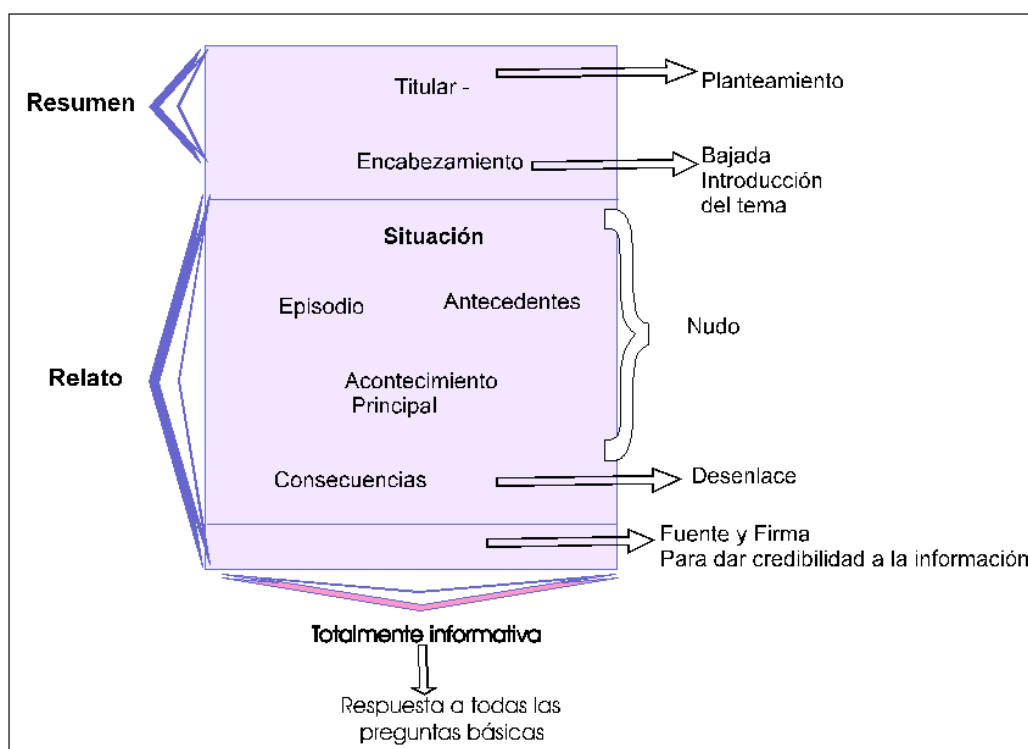 Resumen
Titular -
Planteamiento
Encabezamiento
Bajada
Introducción
del tema
Situación
Episodio
Antecedentes
Nudo
Relato
Acontecimiento
Principal
Consecuencias
Desenlace
Fuente y Firma
Para dar credibilidad a la información
Totalmente informativa
Respuesta a todas las
preguntas básicas